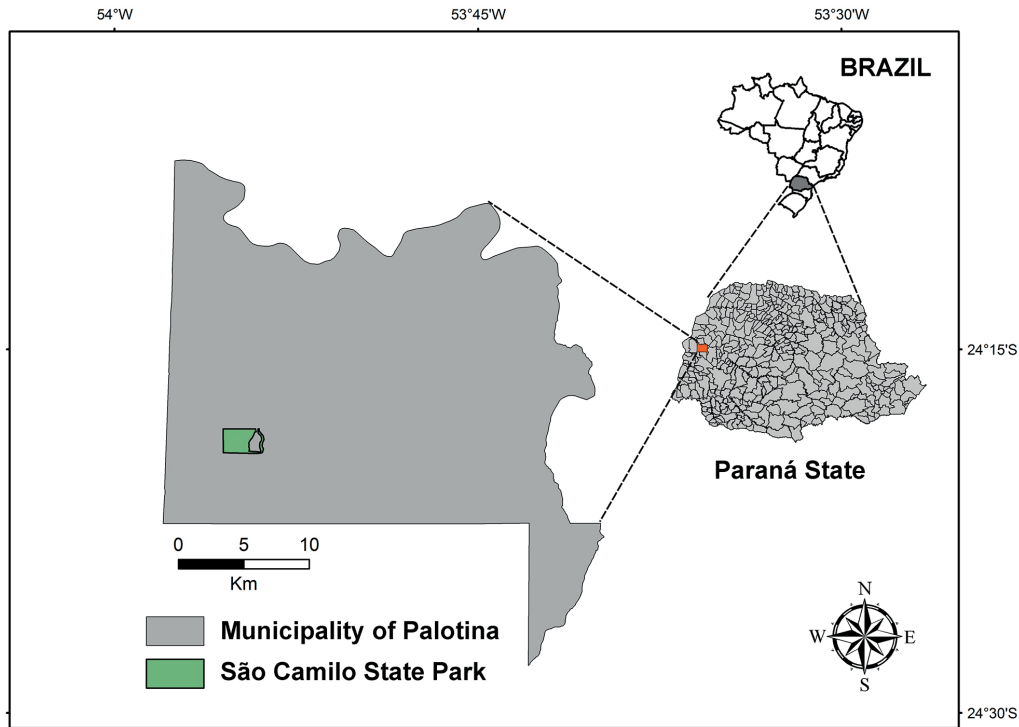 54°W
53°45'W
53°30'W
BRAZIL
24°15'S
Paraná State
0 5 10
Km
Municipality of Palotina
São Camilo State Park
N
W E
S
24°30'S